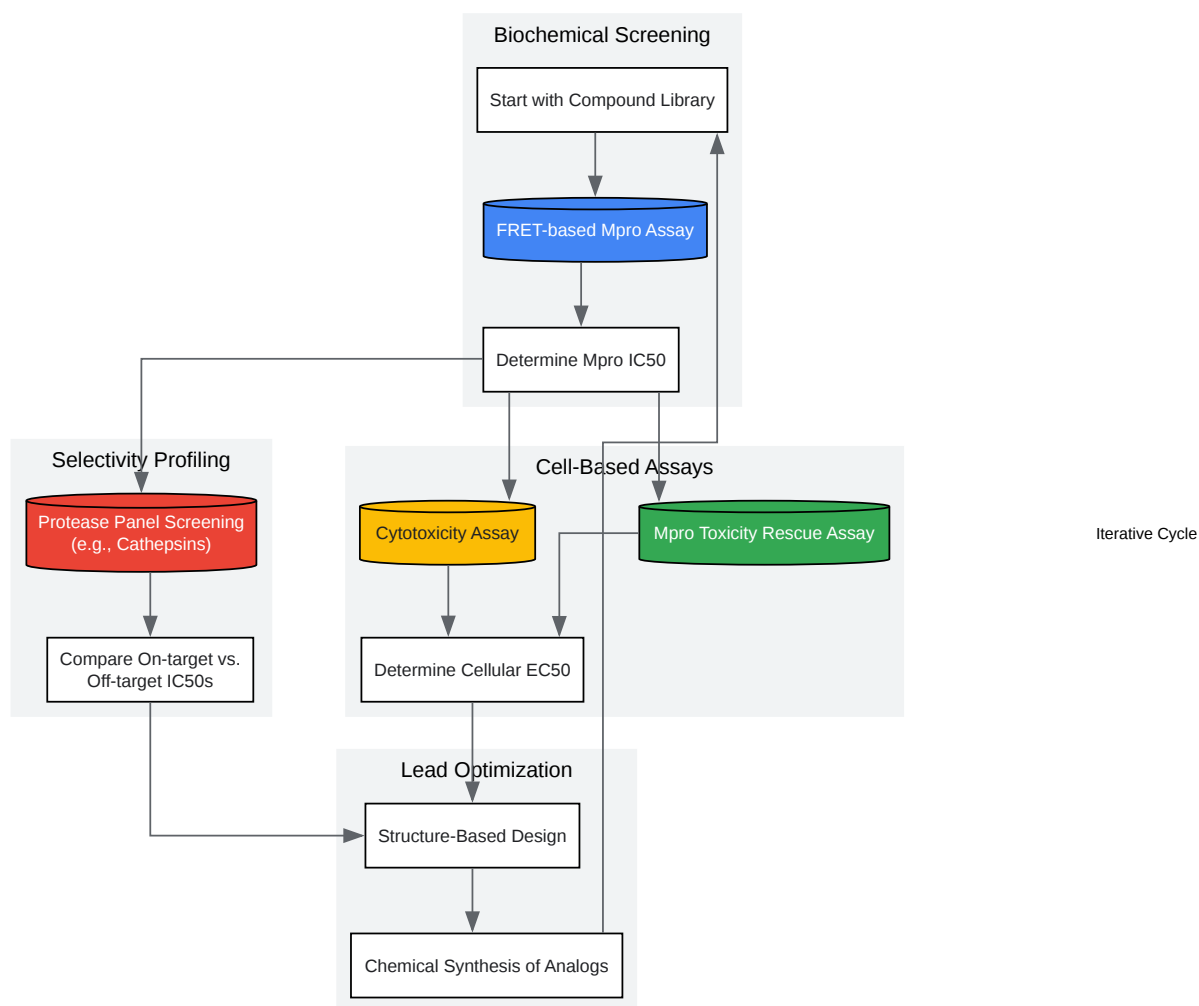 Biochemical Screening
Start with Compound Library
FRET-based Mpro Assay
Determine Mpro IC50
Selectivity Profiling
Protease Panel Screening
(e.g., Cathepsins)
Compare On-target vs.
Off-target IC50s
Cell-Based Assays
Cytotoxicity Assay
Mpro Toxicity Rescue Assay
Determine Cellular EC50
Iterative Cycle
Lead Optimization
Structure-Based Design
Chemical Synthesis of Analogs